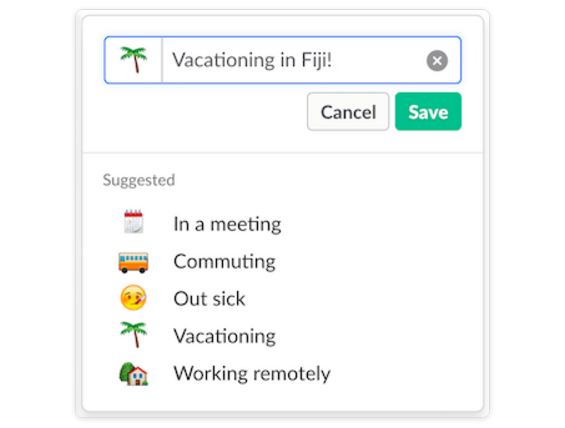 Vacationing in Fiji!
Cancel Save
Suggested
In a meeting
Commuting
Out sick
Vacationing
Working remotely